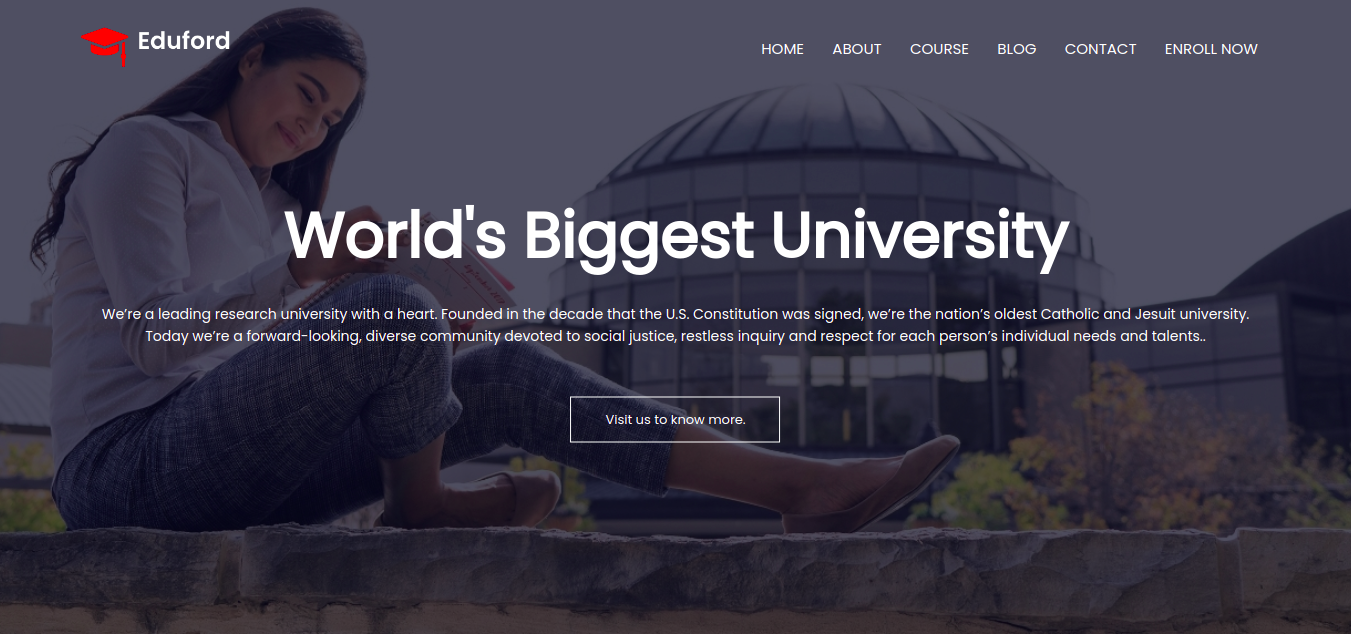 Eduford
HOME ABOUT COURSE BLOG CONTACT ENROLL NOW
World's Biggest University
We’re a leading research university with a heart. Founded in the decade that the U.S. Constitution was signed, we’re the nation’s oldest Catholic and Jesuit university.
Today we’re a forward-looking, diverse community devoted to social justice, restless inquiry and respect for each person’s individual needs and talents..
Visit us to know more.